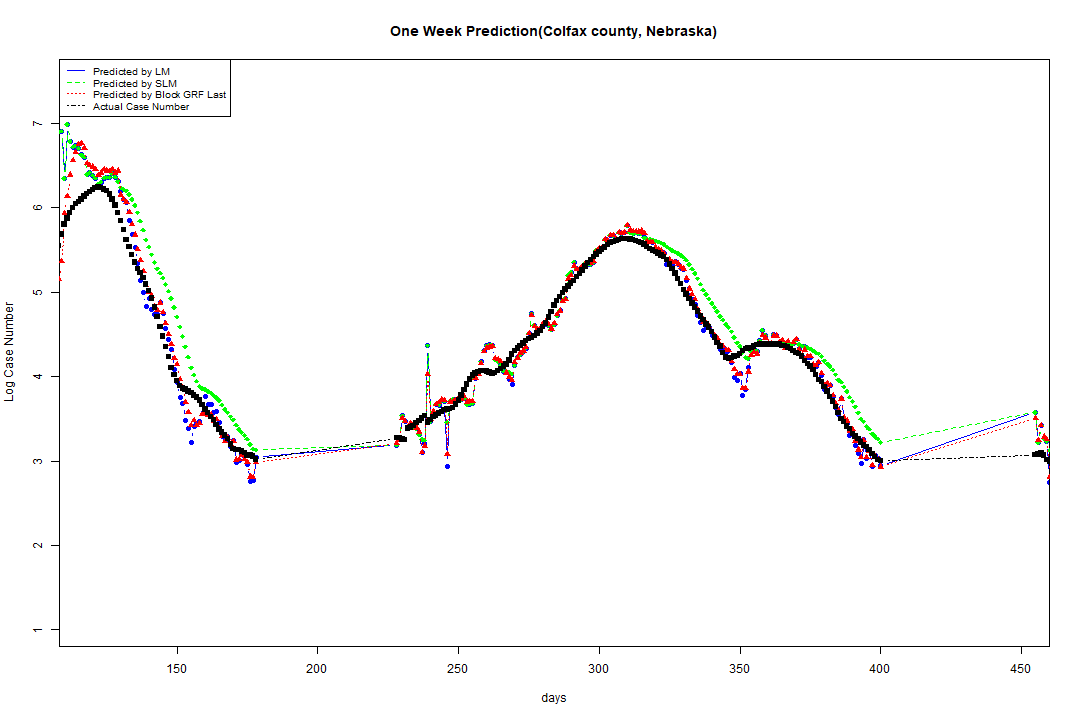 One Week Prediction(Colfax county, Nebraska)
Predicted by LM
Predicted by SLM
Predicted by Block GRF Last
Actual Case Number
Log Case Number
7
6
5
4
3
2
1
150 200 250 300 350 400 450
days